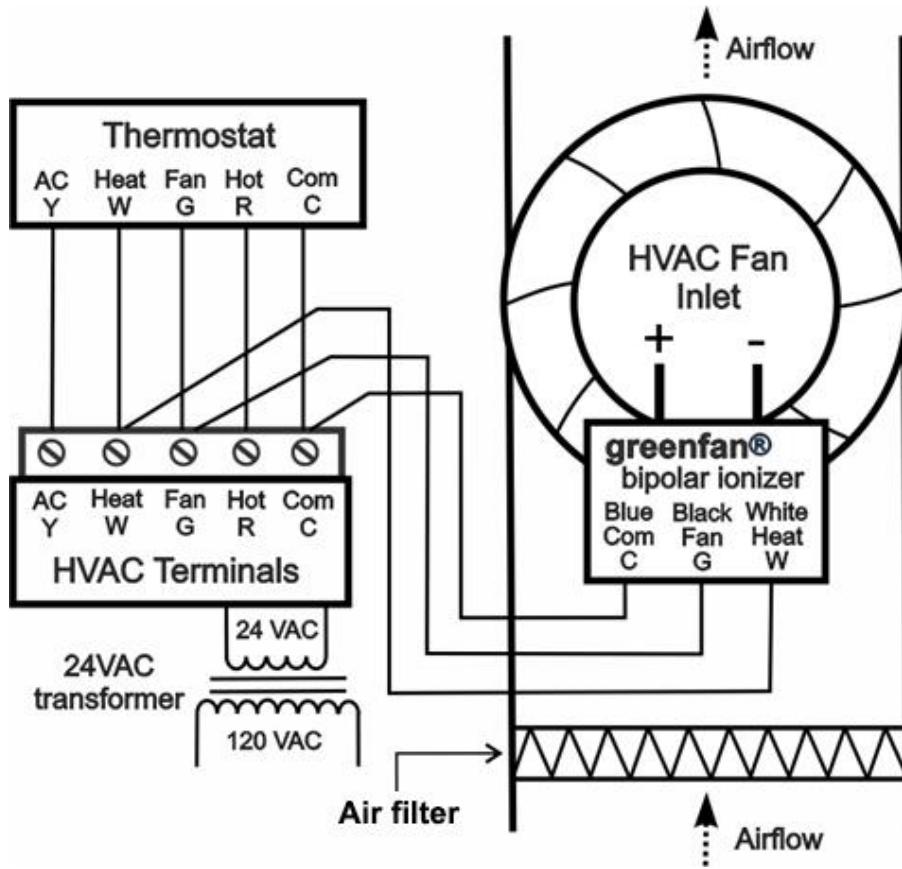 Airflow
Thermostat
AC Heat Fan Hot Com
Y W G R C
HVAC Fan
Inlet
+ -
greenfan®
bipolar ionizer
Blue Black White
Com Fan Heat
C G W
AC Heat Fan Hot Com
Y W G R C
HVAC Terminals
24 VAC
24VAC
transformer
120 VAC
Air filter
Airflow